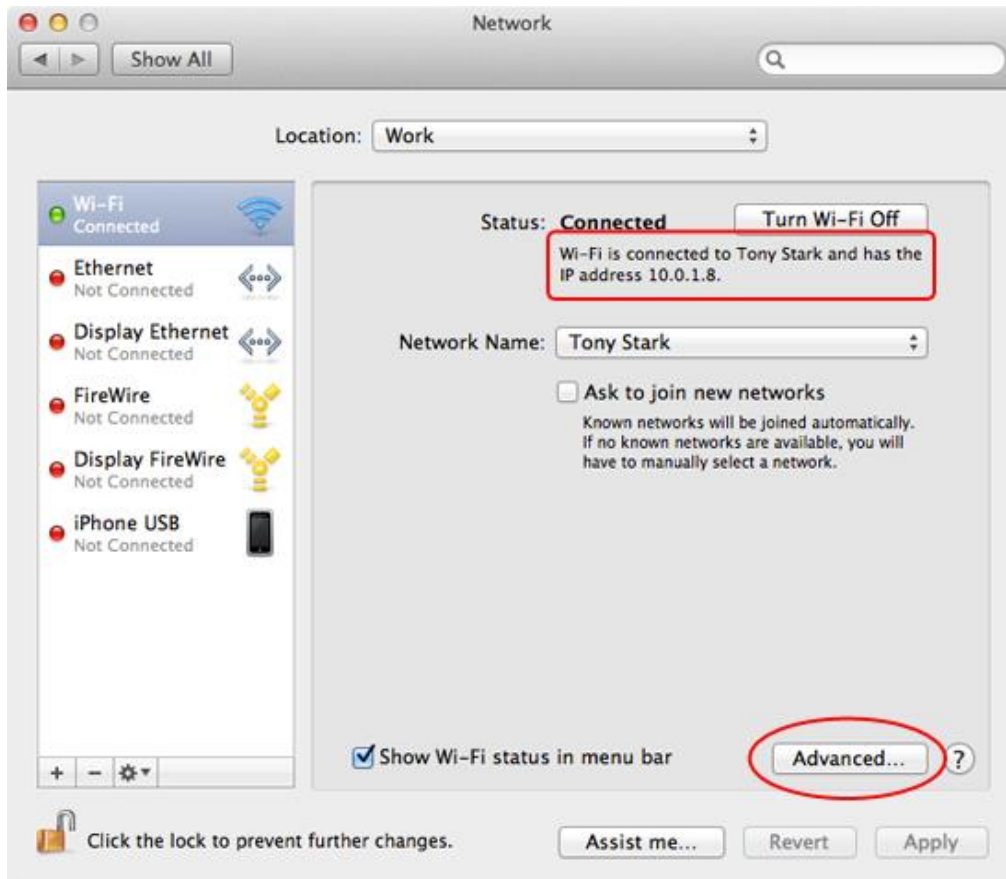 Network
Show All
Location: Work
Wi-Fi
Connected
Ethernet
Not Connected
Display Ethernet
Not Connected
FireWire
Not Connected
Display FireWire
Not Connected
iPhone USB
Not Connected
Status: Connected Turn Wi-Fi Off
Wi-Fi is connected to Tony Stark and has the
IP address 10.0.1.8.
Network Name: Tony Stark
Ask to join new networks
Known networks will be joined automatically.
If no known networks are available, you will
have to manually select a network.
Show Wi-Fi status in menu bar Advanced... ?
+ -
Click the lock to prevent further changes. Assist me... Revert Apply